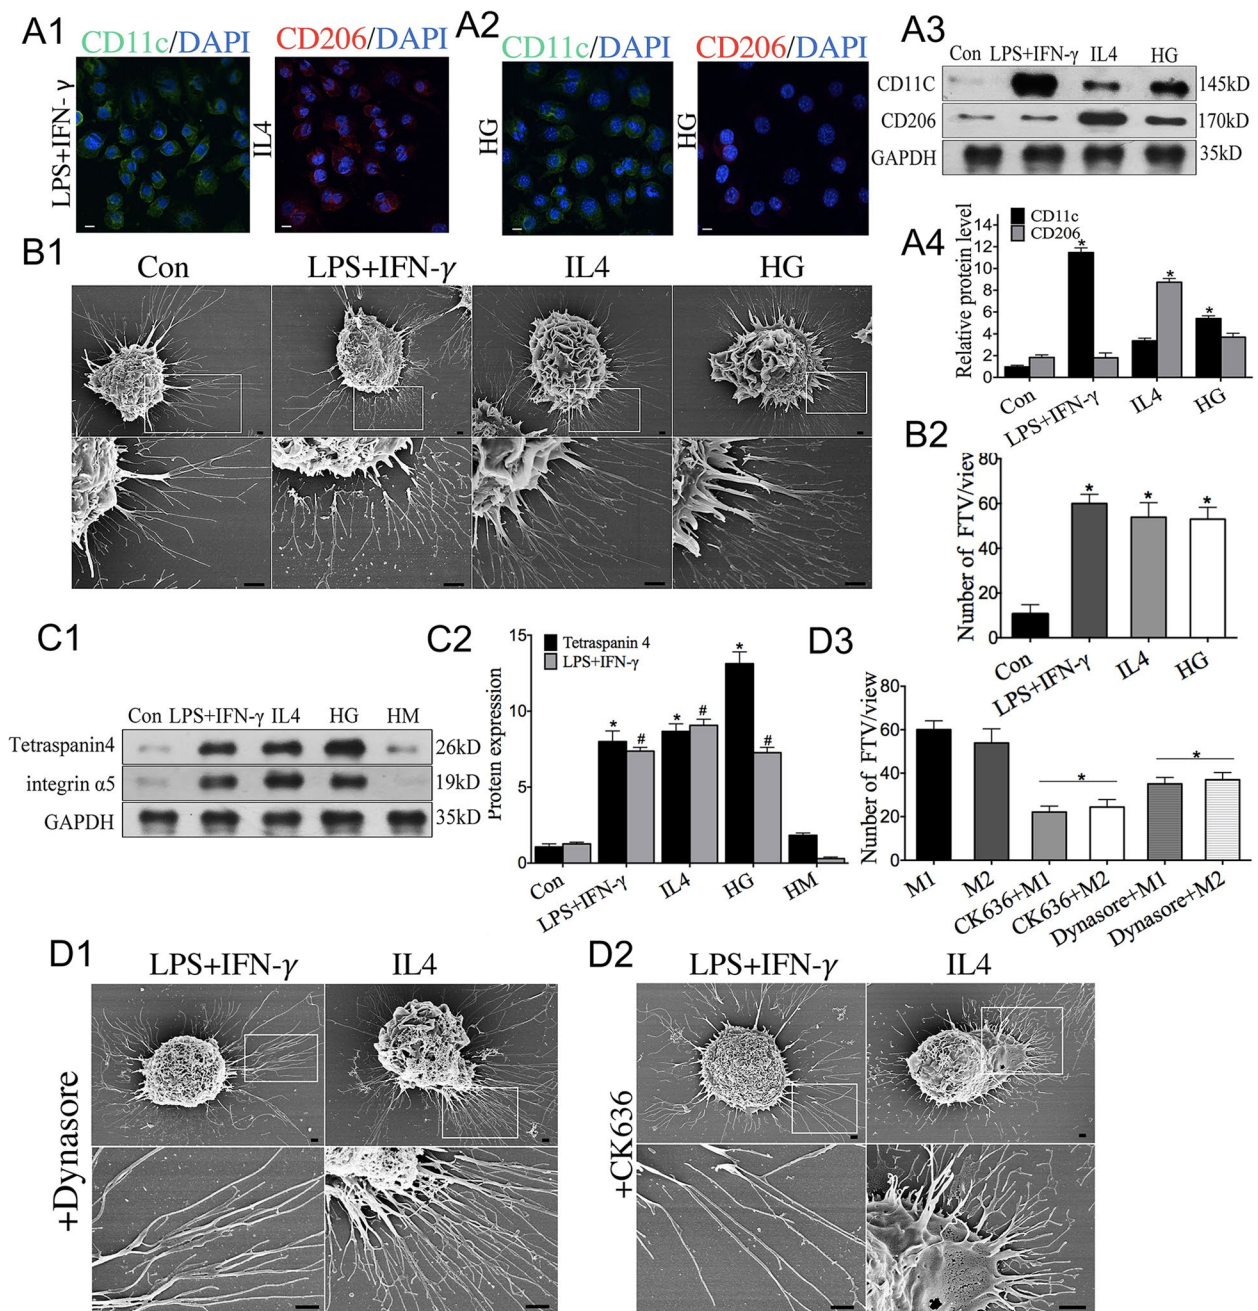 A1
CD11c/DAPI
CD206/DAPI
LPS+IFN- γ
IL4
A2
CD11c/DAPI
CD206/DAPI
HG
HG
A3
Con LPS+IFN-γ IL4 HG
CD11C 145kD
CD206 170kD
GAPDH 35kD
A4
Relative protein level
14
12
10
8
6
4
2
0
CD11c
CD206
*
*
*
Con
LPS+IFN-γ
IL4
HG
B1
Con
LPS+IFN-γ
IL4
HG
B2
Nunber of FTV/view
80
60
40
20
0
*
*
*
Con
LPS+IFN-γ
IL4
HG
C1
Con LPS+IFN-γ IL4 HG HM
Tetraspanin4 26kD
integrin α5 19kD
GAPDH 35kD
C2
Protein expression
15
10
5
0
Tetraspanin 4
LPS+IFN-γ
*
#
*
#
*
#
Con
LPS+IFN-γ
IL4
HG
HM
D3
Nunber of FTV/view
80
60
40
20
0
*
*
M1
M2
CK636+M1
CK636+M2
Dynasore+M1
Dynasore+M2
D1
LPS+IFN-γ
IL4
+Dynasore
D2
LPS+IFN-γ
IL4
+CK636